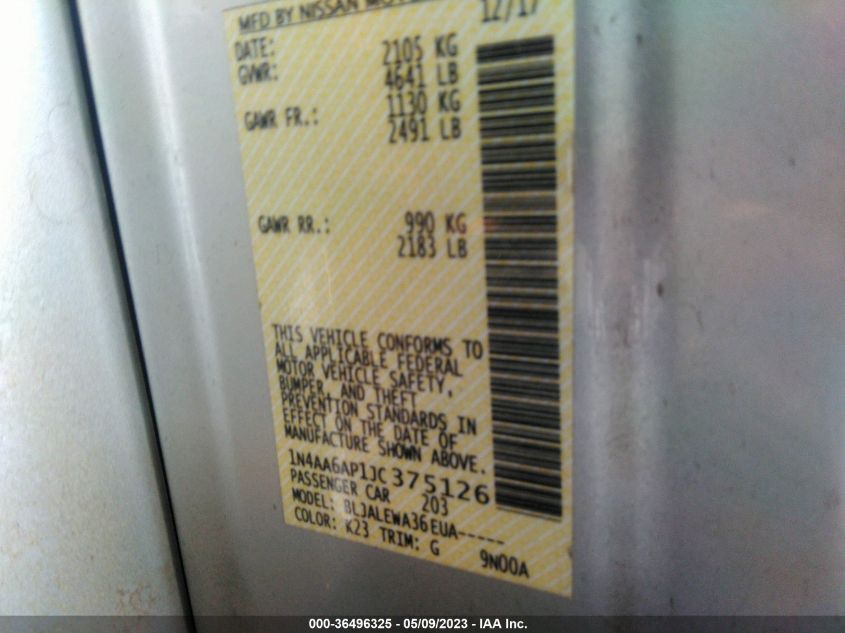 MFD BY NISSAN MOTOR
12/17
DATE:
GVWR: 2105 KG
4641 LB
GAWR FR.: 1130 KG
2491 LB
GAWR RR.: 990 KG
2183 LB
THIS VEHICLE CONFORMS TO
ALL APPLICABLE FEDERAL
MOTOR VEHICLE SAFETY,
BUMPER, AND THEFT
PREVENTION STANDARDS IN
EFFECT ON THE DATE OF
MANUFACTURE SHOWN ABOVE.
1N4AA6AP1JC375126
PASSENGER CAR 203
MODEL: BLJALEWA36EUA-----
COLOR: K23 TRIM: G 9N00A
000-36496325 - 05/09/2023 - IAA Inc.